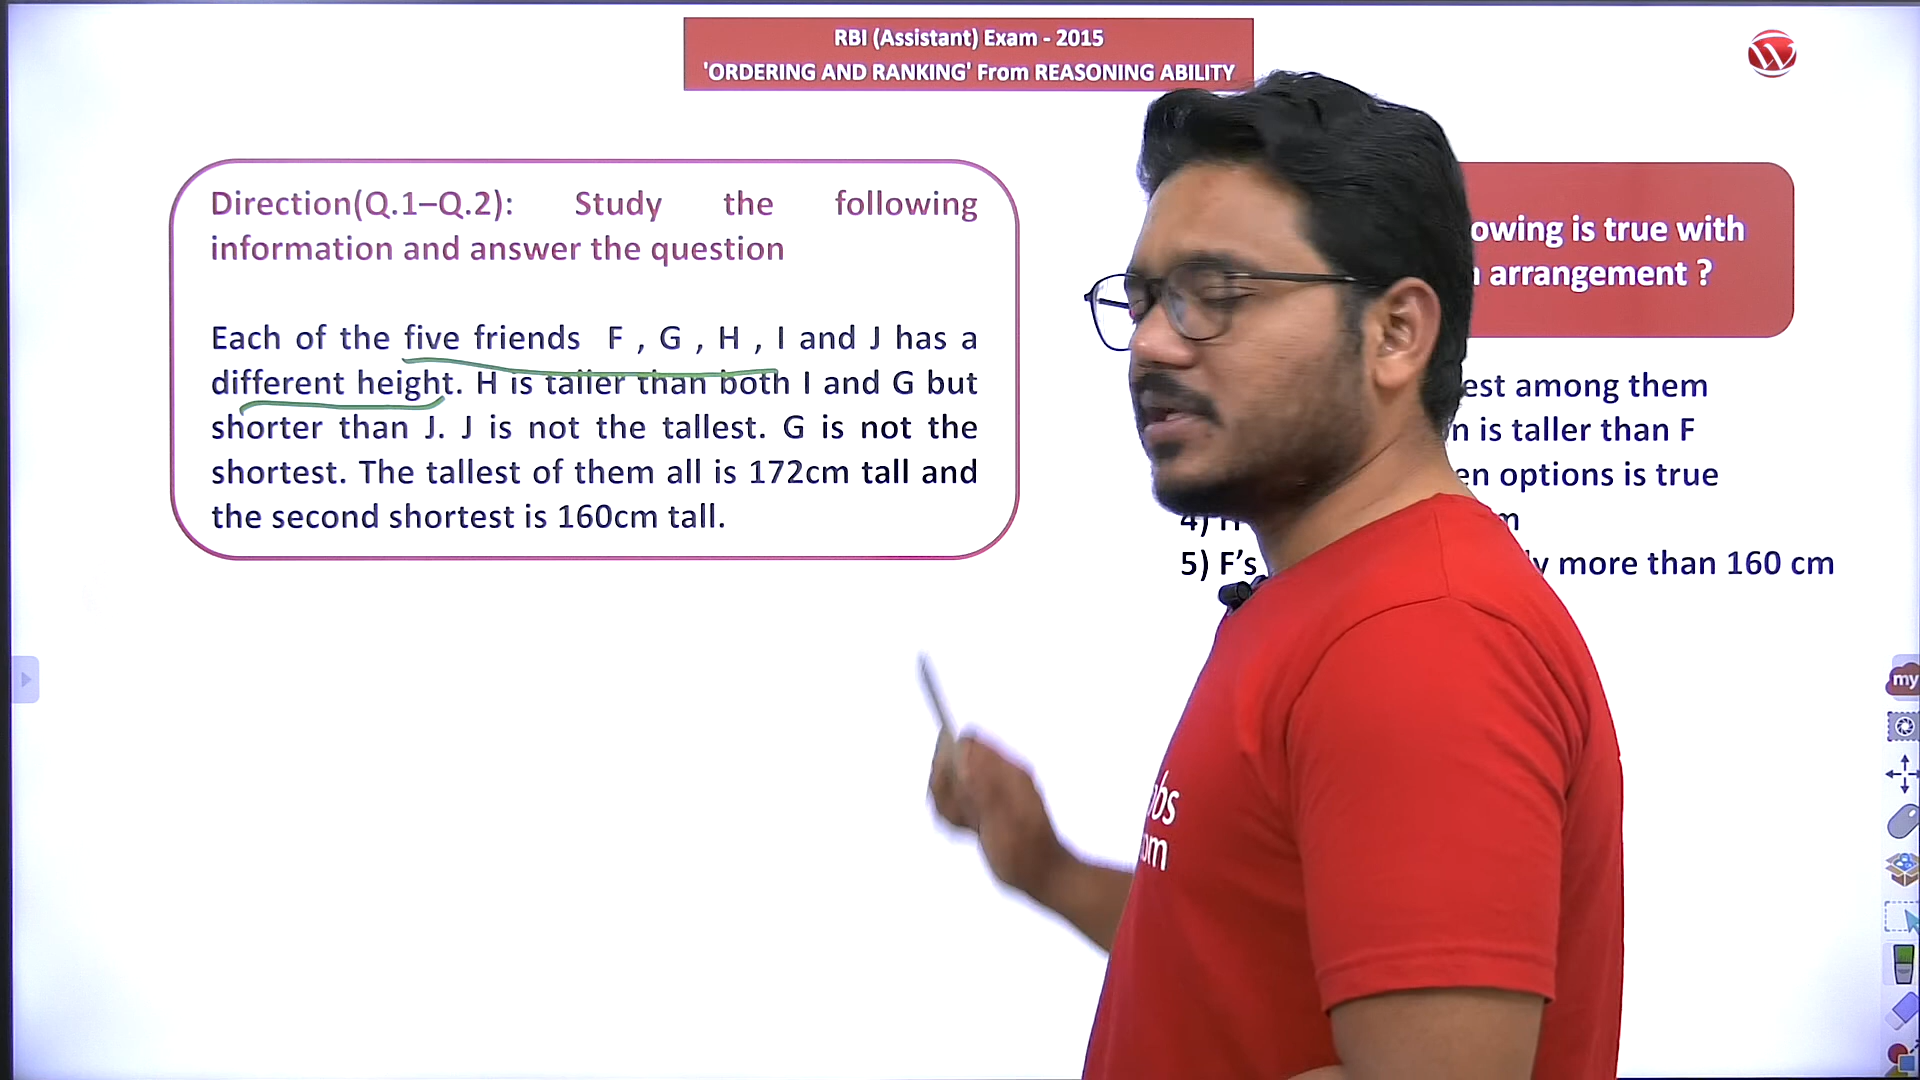 RBI (Assistant) Exam - 2015
'ORDERING AND RANKING' From REASONING ABILITY
Direction(Q.1–Q.2): Study the following
information and answer the question
Each of the five friends F , G , H , I and J has a
different height. H is taller than both I and G but
shorter than J. J is not the tallest. G is not the
shortest. The tallest of them all is 172cm tall and
the second shortest is 160cm tall.
owing is true with
arrangement ?
est among them
n is taller than F
en options is true
4) H m
5) F's y more than 160 cm
bs
om
my